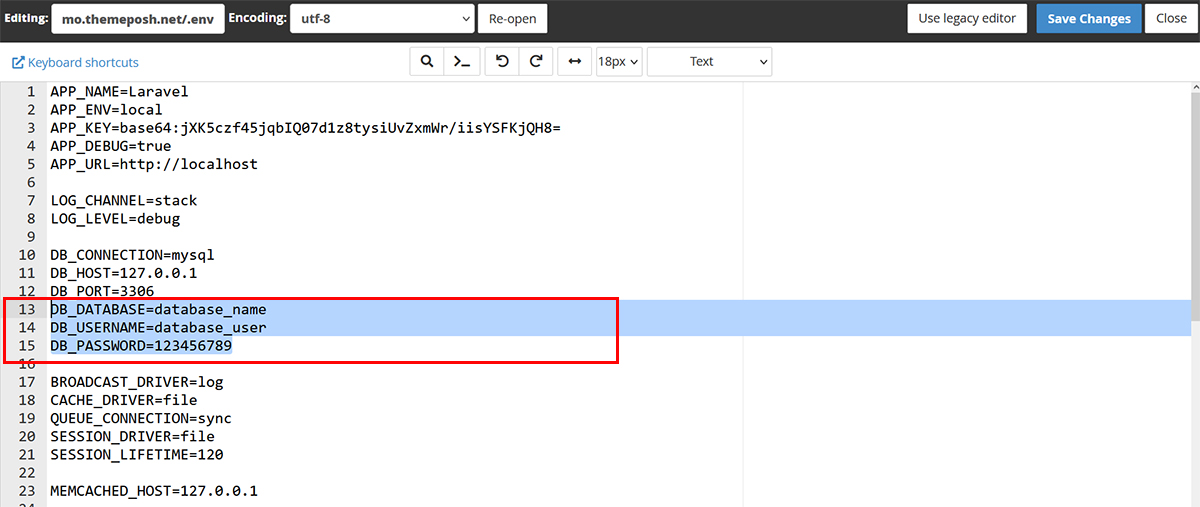 Editing: mo.themeposh.net/.env Encoding: utf-8 Re-open Use legacy editor Save Changes Close
Keyboard shortcuts 18px Text
1 APP_NAME=Laravel
2 APP_ENV=local
3 APP_KEY=base64:jXK5czf45jqbIQ07d1z8tysiUvZxmWr/iisYSFKjQH8=
4 APP_DEBUG=true
5 APP_URL=http://localhost
6
7 LOG_CHANNEL=stack
8 LOG_LEVEL=debug
9
10 DB_CONNECTION=mysql
11 DB_HOST=127.0.0.1
12 DB_PORT=3306
13 DB_DATABASE=database_name
14 DB_USERNAME=database_user
15 DB_PASSWORD=123456789
16
17 BROADCAST_DRIVER=log
18 CACHE_DRIVER=file
19 QUEUE_CONNECTION=sync
20 SESSION_DRIVER=file
21 SESSION_LIFETIME=120
22
23 MEMCACHED_HOST=127.0.0.1
24